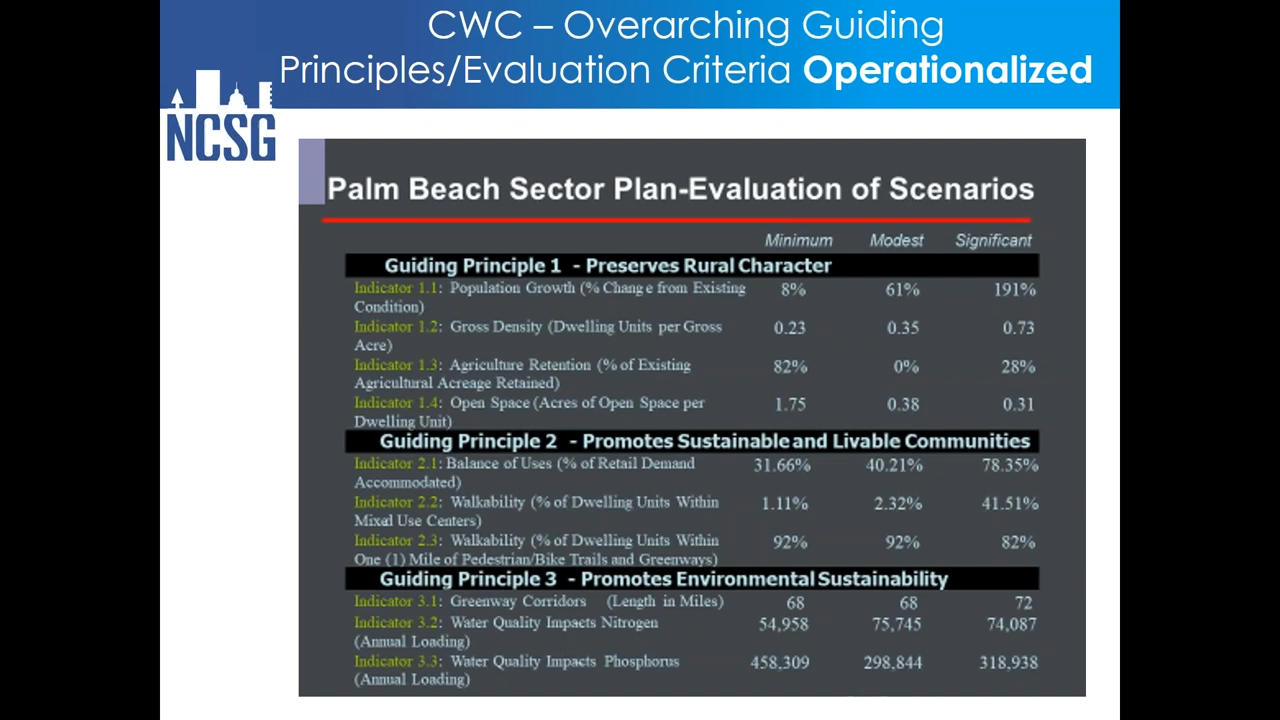 CWC – Overarching Guiding
Principles/Evaluation Criteria Operationalized
NCSG
Palm Beach Sector Plan-Evaluation of Scenarios
Minimum Modest Significant
Guiding Principle 1 - Preserves Rural Character
Indicator 1.1: Population Growth (% Change from Existing 8% 61% 191%
Condition)
Indicator 1.2: Gross Density (Dwelling Units per Gross 0.23 0.35 0.73
Acre)
Indicator 1.3: Agriculture Retention (% of Existing 82% 0% 28%
Agricultural Acreage Retained)
Indicator 1.4: Open Space (Acres of Open Space per 1.75 0.38 0.31
Dwelling Unit)
Guiding Principle 2 - Promotes Sustainable and Livable Communities
Indicator 2.1: Balance of Uses (% of Retail Demand 31.66% 40.21% 78.35%
Accommodated)
Indicator 2.2: Walkability (% of Dwelling Units Within 1.11% 2.32% 41.51%
Mixed Use Centers)
Indicator 2.3: Walkability (% of Dwelling Units Within 92% 92% 82%
One (1) Mile of Pedestrian/Bike Trails and Greenways)
Guiding Principle 3 - Promotes Environmental Sustainability
Indicator 3.1: Greenway Corridors (Length in Miles) 68 68 72
Indicator 3.2: Water Quality Impacts Nitrogen 54,958 75,745 74,087
(Annual Loading)
Indicator 3.3: Water Quality Impacts Phosphorus 458,309 298,844 318,938
(Annual Loading)